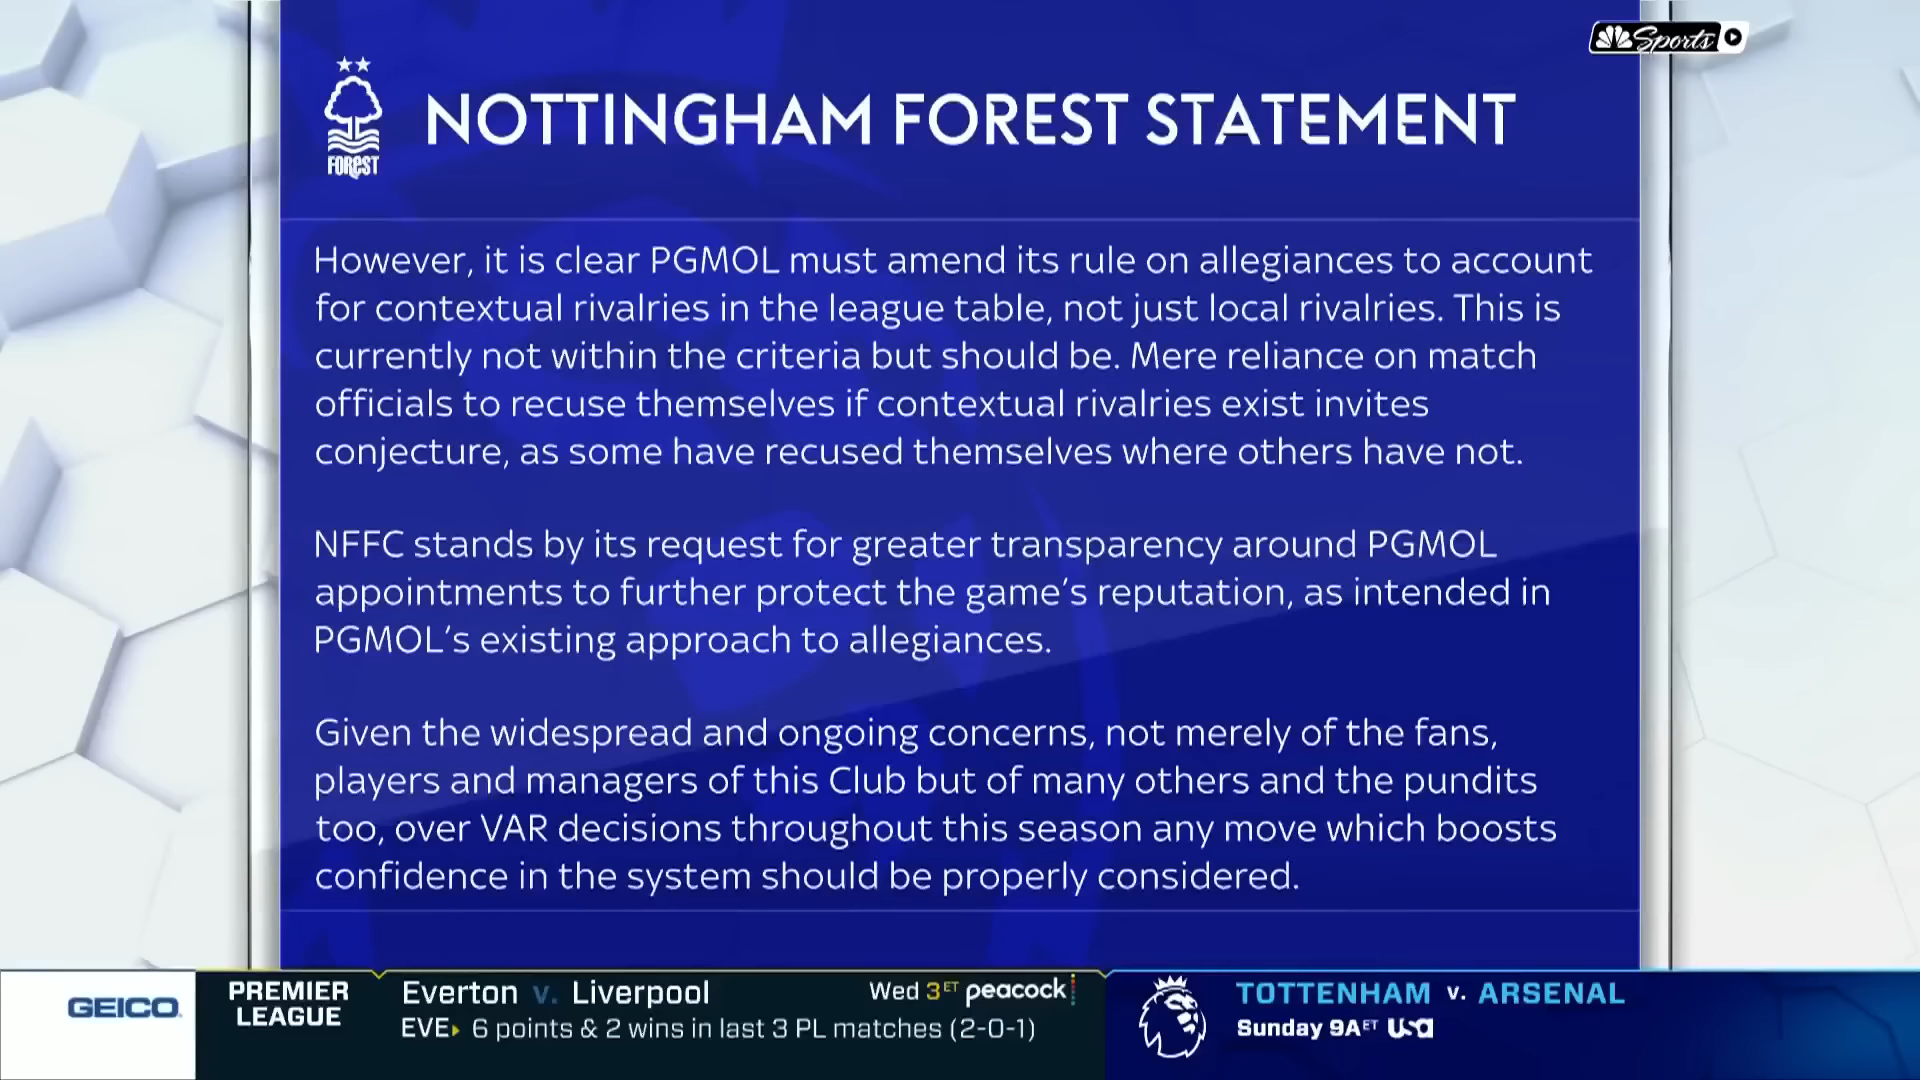 NBC Sports
FOREST
NOTTINGHAM FOREST STATEMENT
However, it is clear PGMOL must amend its rule on allegiances to account
for contextual rivalries in the league table, not just local rivalries. This is
currently not within the criteria but should be. Mere reliance on match
officials to recuse themselves if contextual rivalries exist invites
conjecture, as some have recused themselves where others have not.
NFFC stands by its request for greater transparency around PGMOL
appointments to further protect the game's reputation, as intended in
PGMOL's existing approach to allegiances.
Given the widespread and ongoing concerns, not merely of the fans,
players and managers of this Club but of many others and the pundits
too, over VAR decisions throughout this season any move which boosts
confidence in the system should be properly considered.
GEICO
PREMIER
LEAGUE
Everton v. Liverpool
Wed 3ET peacock
EVE 6 points & 2 wins in last 3 PL matches (2-0-1)
TOTTENHAM v. ARSENAL
Sunday 9A ET USA